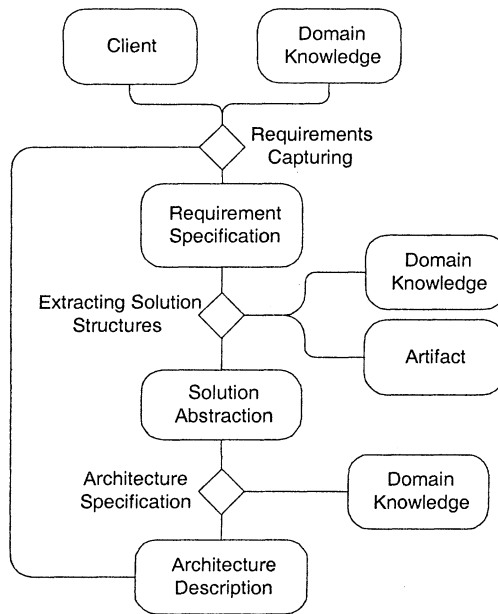 Client
Domain
Knowledge
Requirements
Capturing
Requirement
Specification
Domain
Knowledge
Extracting Solution
Structures
Artifact
Solution
Abstraction
Architecture
Specification
Domain
Knowledge
Architecture
Description